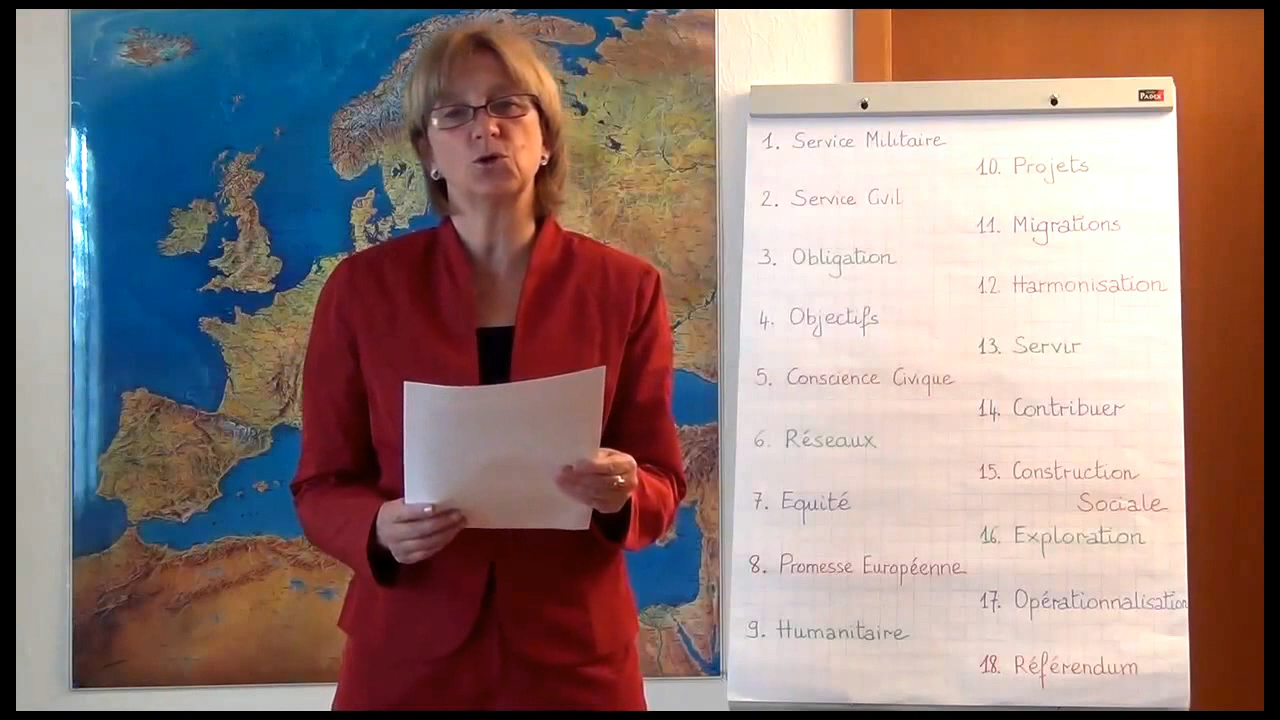 PAGEX
1. Service Militaire
2. Service Civil
3. Obligation
4. Objectifs
5. Conscience Civique
6. Réseaux
7. Equité
8. Promesse Européenne
9. Humanitaire
10. Projets
11. Migrations
12. Harmonisation
13. Servir
14. Contribuer
15. Construction
Sociale
16. Exploration
17. Opérationnalisation
18. Référendum